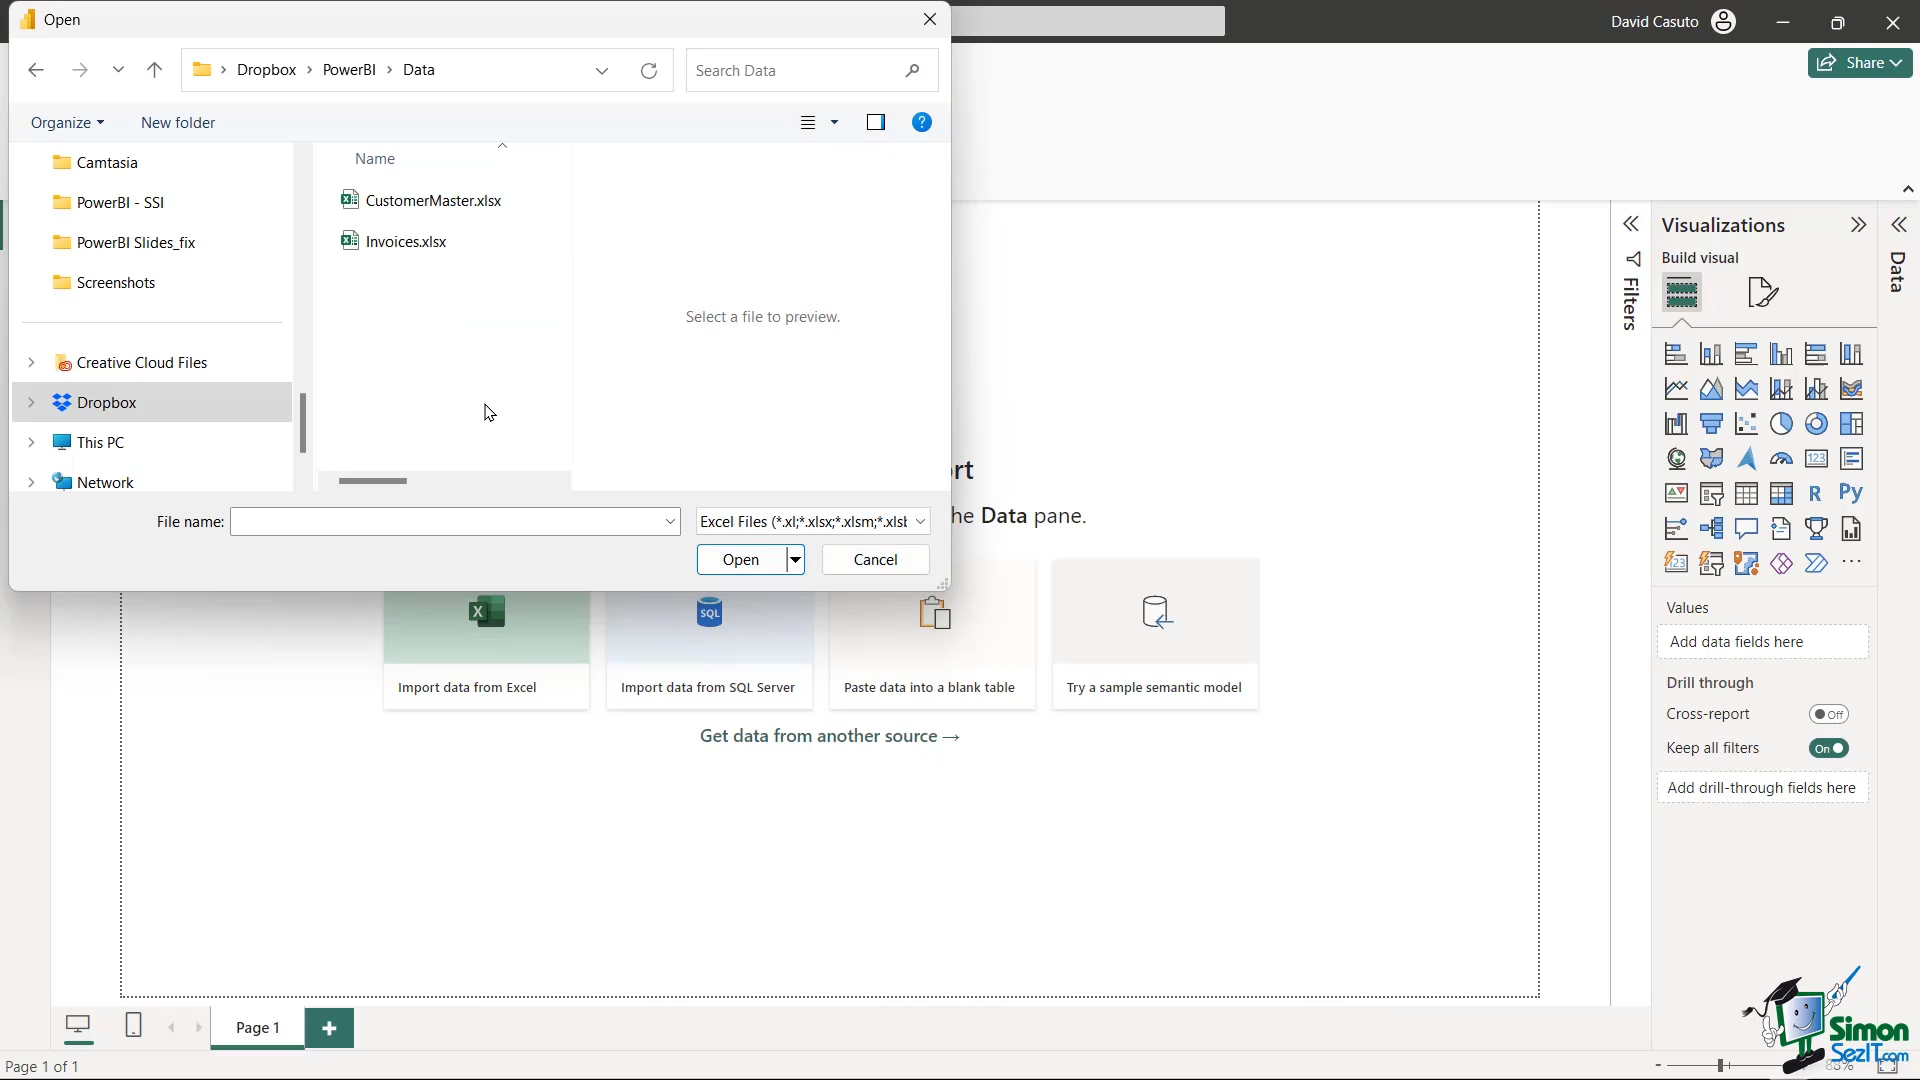 Open
David Casuto
Share
Dropbox > PowerBI > Data
Search Data
Organize
New folder
Camtasia
PowerBI - SSI
PowerBI Slides_fix
Screenshots
Creative Cloud Files
Dropbox
This PC
Network
Name
CustomerMaster.xlsx
Invoices.xlsx
Select a file to preview.
File name:
Excel Files (*.xl;*.xlsx;*.xlsm;*.xlsb
Open
Cancel
rt
he Data pane.
SQL
Import data from Excel
Import data from SQL Server
Paste data into a blank table
Try a sample semantic model
Get data from another source →
Filters
Visualizations
Data
Build visual
123
R
Py
123
Values
Add data fields here
Drill through
Cross-report
Off
Keep all filters
On
Add drill-through fields here
Page 1
Page 1 of 1
Simon
SezIT.com